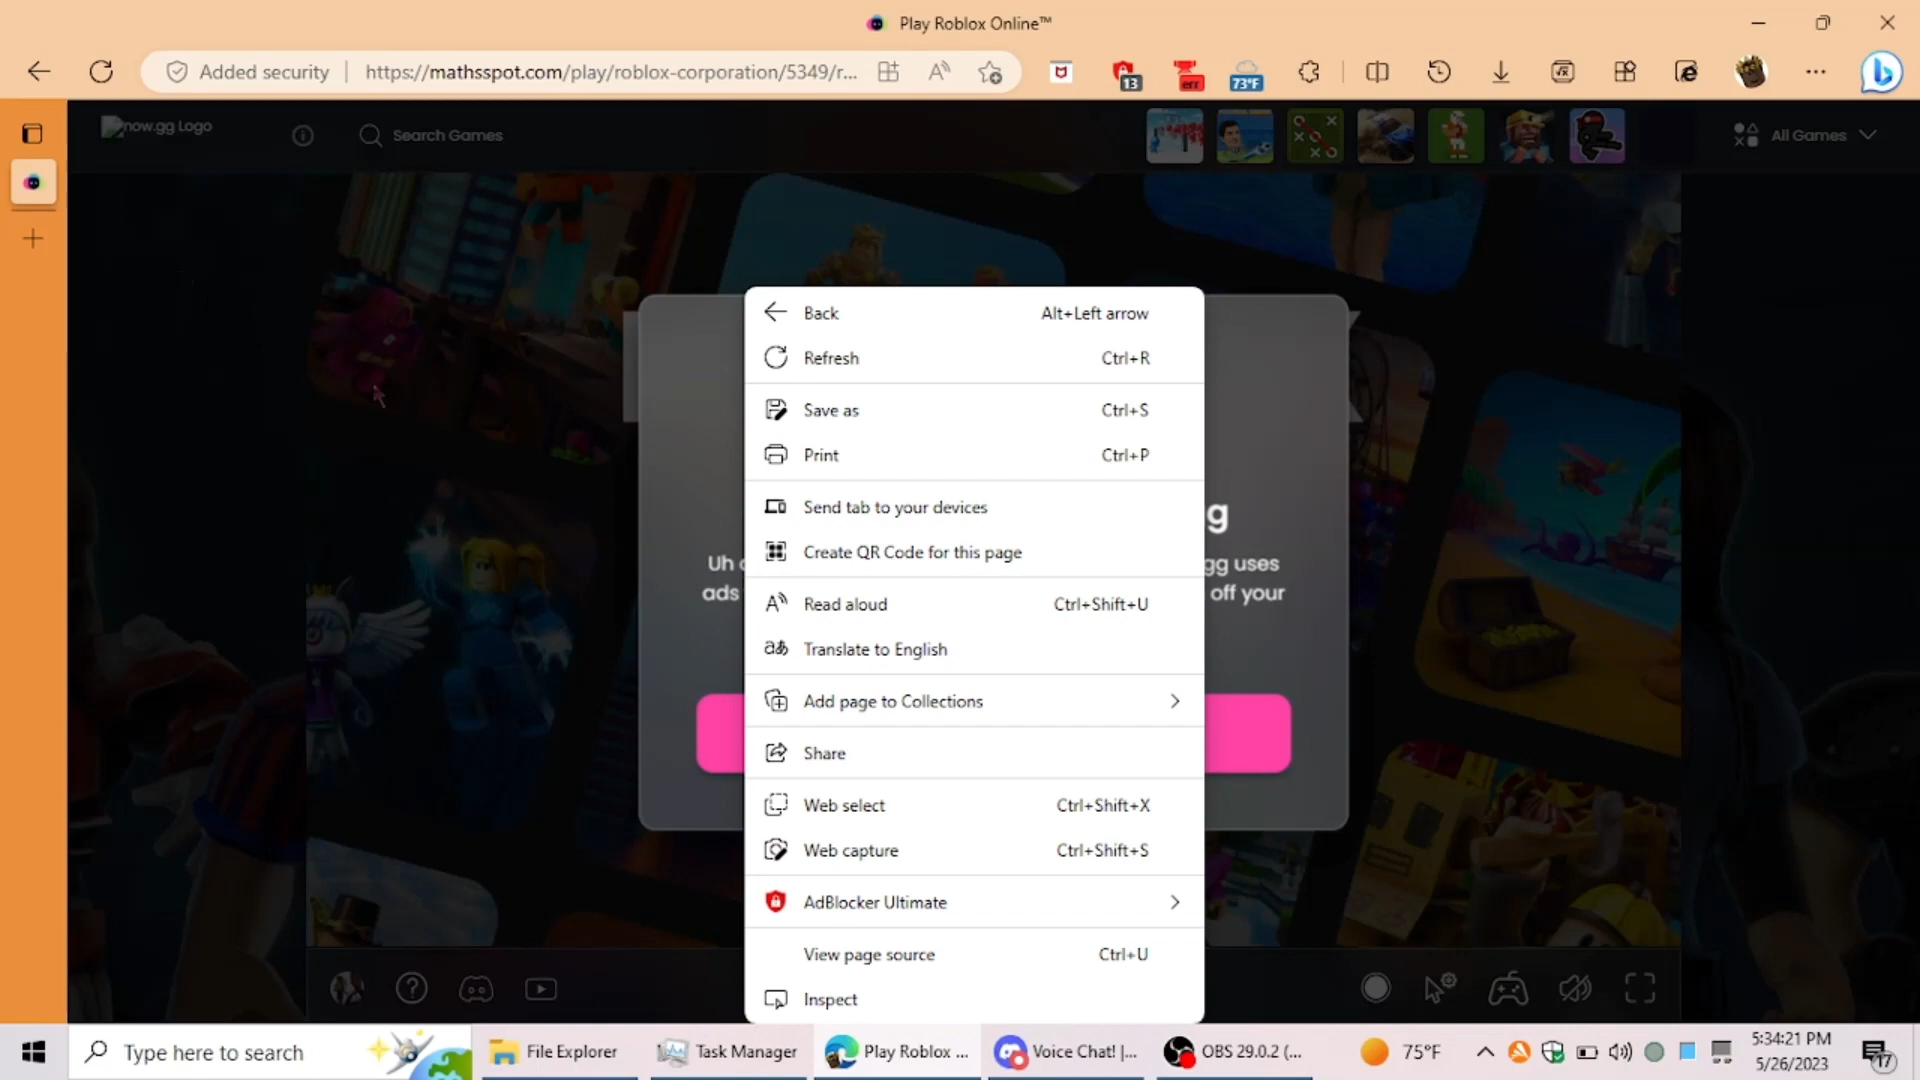 Play Roblox Online™
Added security
https://mathsspot.com/play/roblox-corporation/5349/r...
13
err
73°F
now.gg Logo
Search Games
All Games
Back Alt+Left arrow
Refresh Ctrl+R
Save as Ctrl+S
Print Ctrl+P
Send tab to your devices
g
Create QR Code for this page
Uh gg uses
ads off your
Read aloud Ctrl+Shift+U
Translate to English
Add page to Collections
Share
Web select Ctrl+Shift+X
Web capture Ctrl+Shift+S
AdBlocker Ultimate
View page source Ctrl+U
Inspect
Type here to search
File Explorer
Task Manager
Play Roblox ...
Voice Chat! |...
OBS 29.0.2 (...
75°F
5:34:21 PM
5/26/2023
17